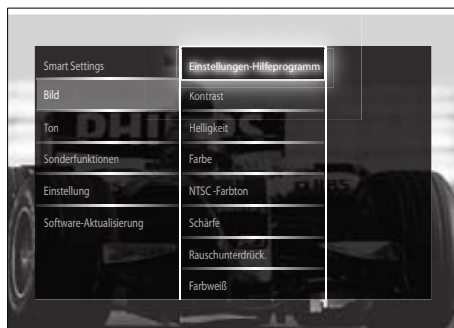 Smart Settings
Bild
Ton
Sonderfunktionen
Einstellung
Software-Aktualisierung
Einstellungen-Hilfeprogramm
Kontrast
Helligkeit
Farbe
NTSC -Farbton
Schärfe
Rauschunterdrück.
Farbweiß